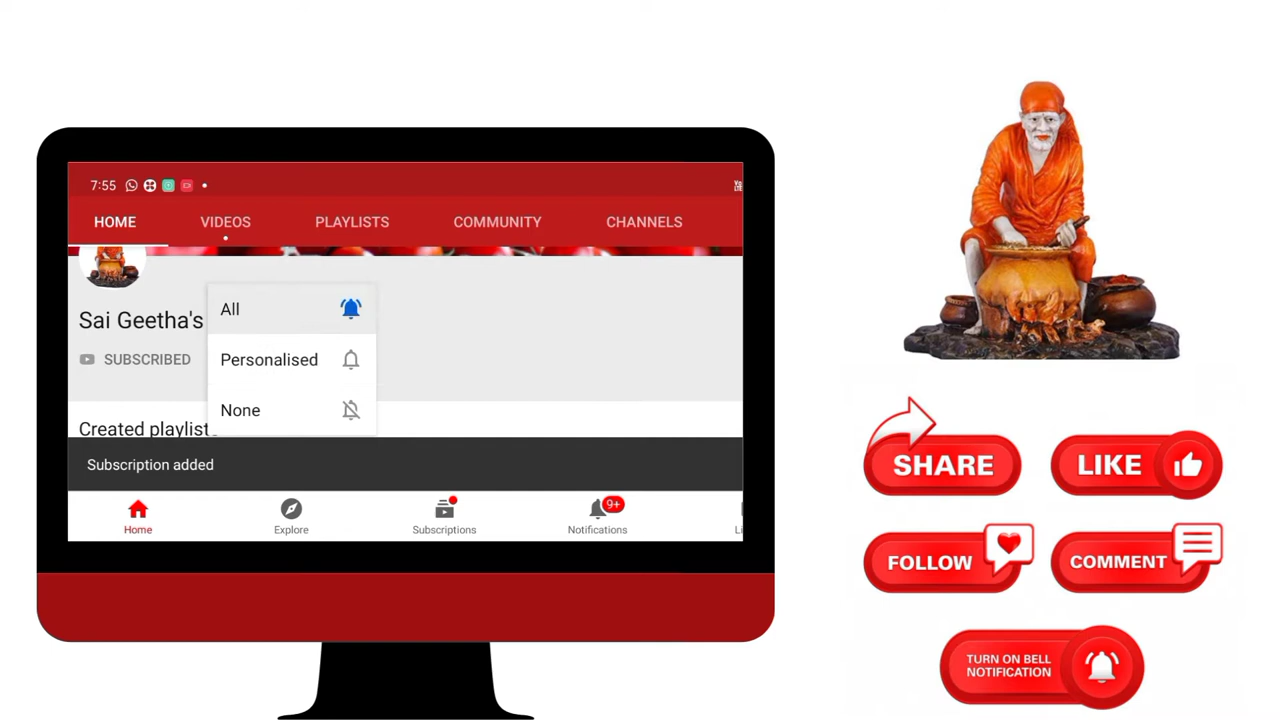 7:55
HOME VIDEOS PLAYLISTS COMMUNITY CHANNELS
Sai Geetha's
SUBSCRIBED
All
Personalised
None
Created playlists
Subscription added
9+
Home Explore Subscriptions Notifications
SHARE LIKE
FOLLOW COMMENT
TURN ON BELL
NOTIFICATION